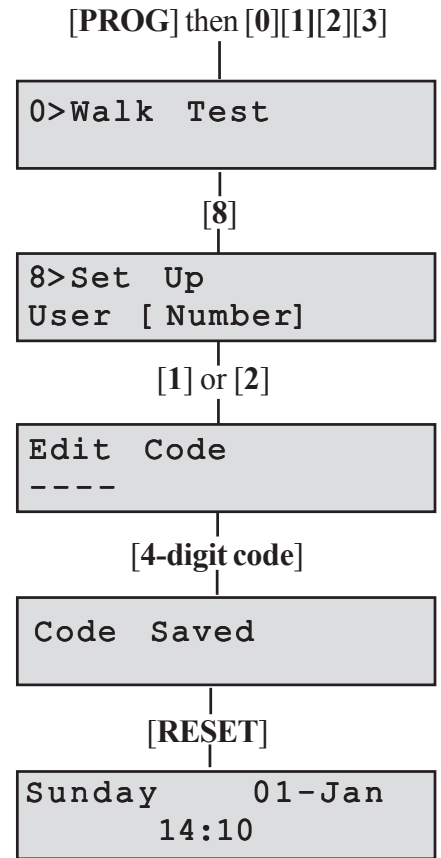 [PROG] then [0][1][2][3]
0>Walk Test
[8]
8>Set Up
User [ Number]
[1] or [2]
Edit Code
----
[4-digit code]
Code Saved
[RESET]
Sunday 01-Jan
14:10